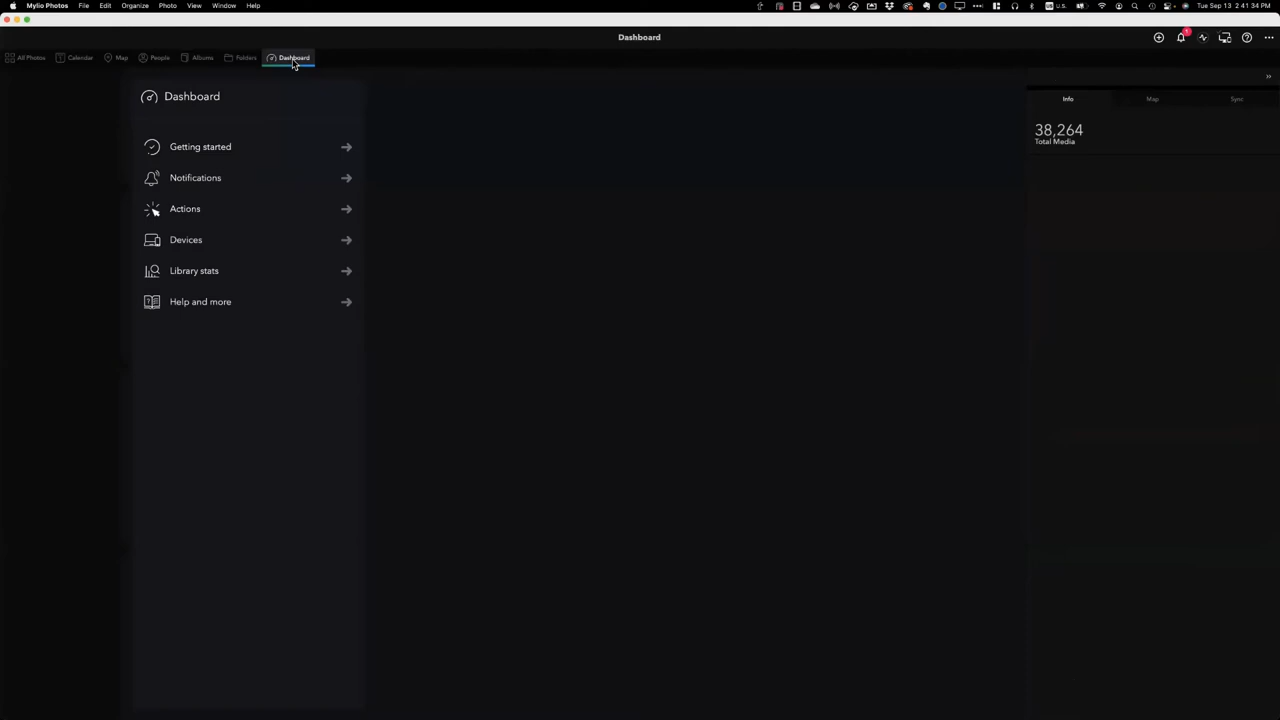 Mylio Photos File Edit Organize Photo View Window Help U.S. Tue Sep 13 2:41:34 PM
Dashboard
1
All Photos Calendar Map People Albums Folders Dashboard
Dashboard
Getting started
Notifications
Actions
Devices
Library stats
Help and more
Info Map Sync
38,264
Total Media